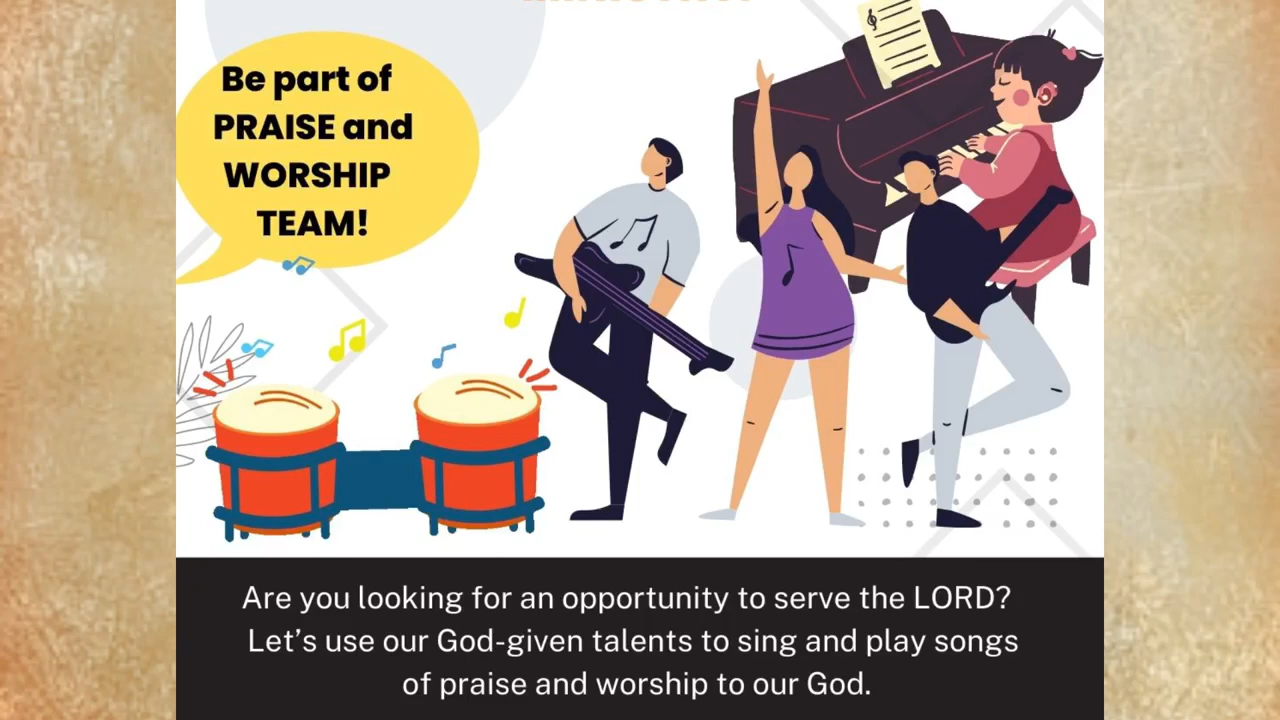 Be part of
PRAISE and
WORSHIP
TEAM!
Are you looking for an opportunity to serve the LORD?
Let's use our God-given talents to sing and play songs
of praise and worship to our God.